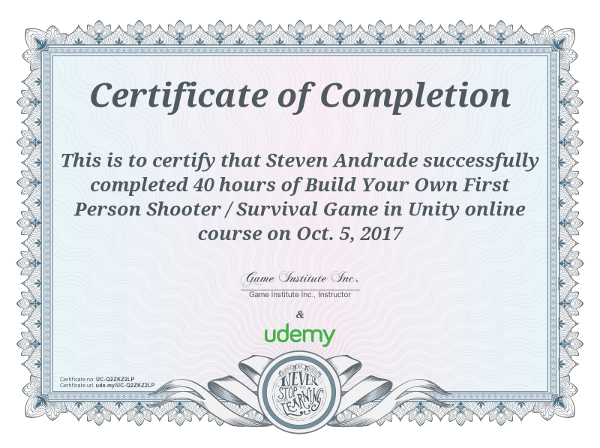 Certificate of Completion
This is to certify that Steven Andrade successfully
completed 40 hours of Build Your Own First
Person Shooter / Survival Game in Unity online
course on Oct. 5, 2017
Game Institute Inc.
Game Institute Inc., Instructor
&
udemy
Certificate no: UC-Q2ZKZ2LP
Certificate url: ude.my/UC-Q2ZKZ2LP
NEVER
STOP
LEARNING